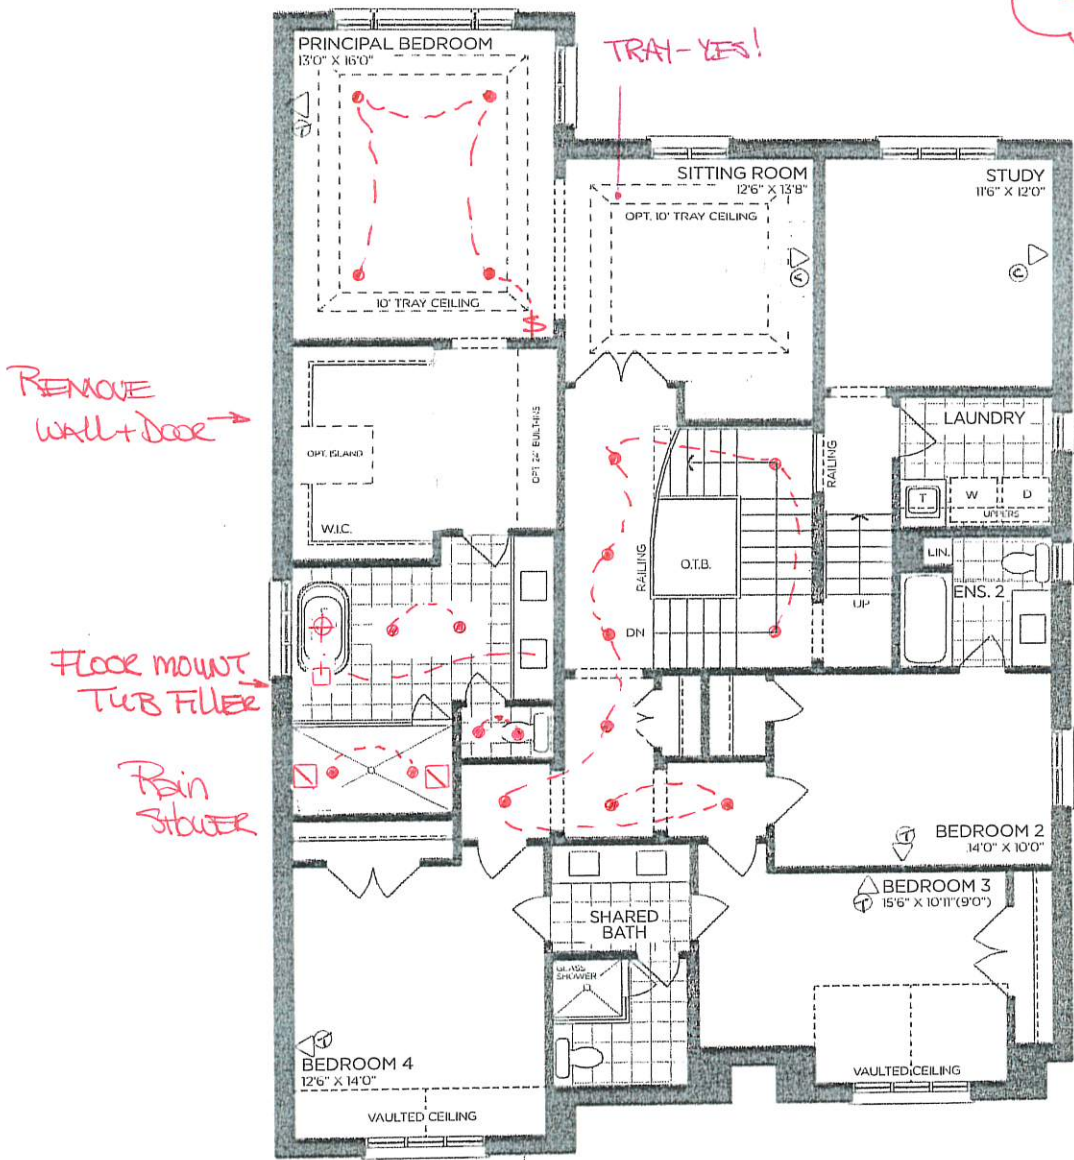 PRINCIPAL BEDROOM
13'0" X 16'0"
TRAY-YES!
SITTING ROOM
12'6" X 13'8"
OPT. 10' TRAY CEILING
STUDY
11'6" X 12'0"
C
C
T
10' TRAY CEILING
$
REMOVE
WALL + DOOR
OPT. ISLAND
OPT. 24" BUILT-INS
W.I.C.
RAILING
LAUNDRY
T
W
D
UPPERS
RAILING
O.T.B.
LIN.
ENS. 2
UP
DN
FLOOR MOUNT
TUB FILLER
Rain
SHOWER
BEDROOM 2
14'0" X 10'0"
T
BEDROOM 3
15'6" X 10'11"(9'0")
T
SHARED
BATH
GLASS
SHOWER
T
BEDROOM 4
12'6" X 14'0"
VAULTED CEILING
VAULTED CEILING